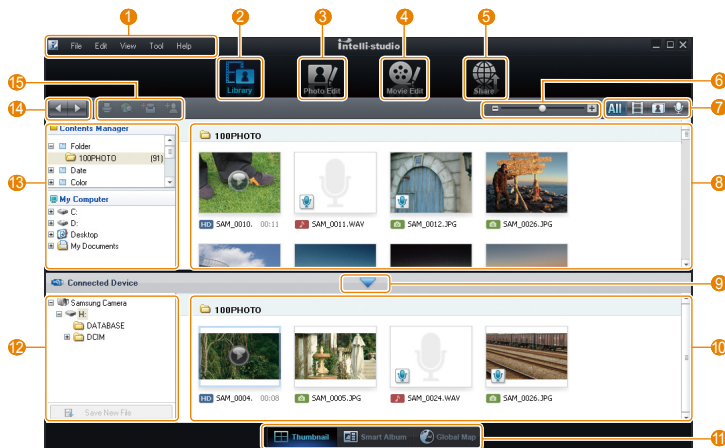 1 2 3 4 5
File Edit View Tool Help
intelli-studio
Library Photo Edit Movie Edit Share
15 6
14 All 7
Contents Manager
Folder
100PHOTO (91)
Date
Color
My Computer
C:
D:
Desktop
My Documents
13
100PHOTO
HD SAM_0010. 00:11 SAM_0011.WAV SAM_0012.JPG SAM_0026.JPG
8
Connected Device 9
Samsung Camera
H:
DATABASE
DCIM
12
Save New File
100PHOTO
HD SAM_0004. 00:08 SAM_0005.JPG SAM_0024.WAV SAM_0026.JPG
10
Thumbnail Smart Album Global Map 11